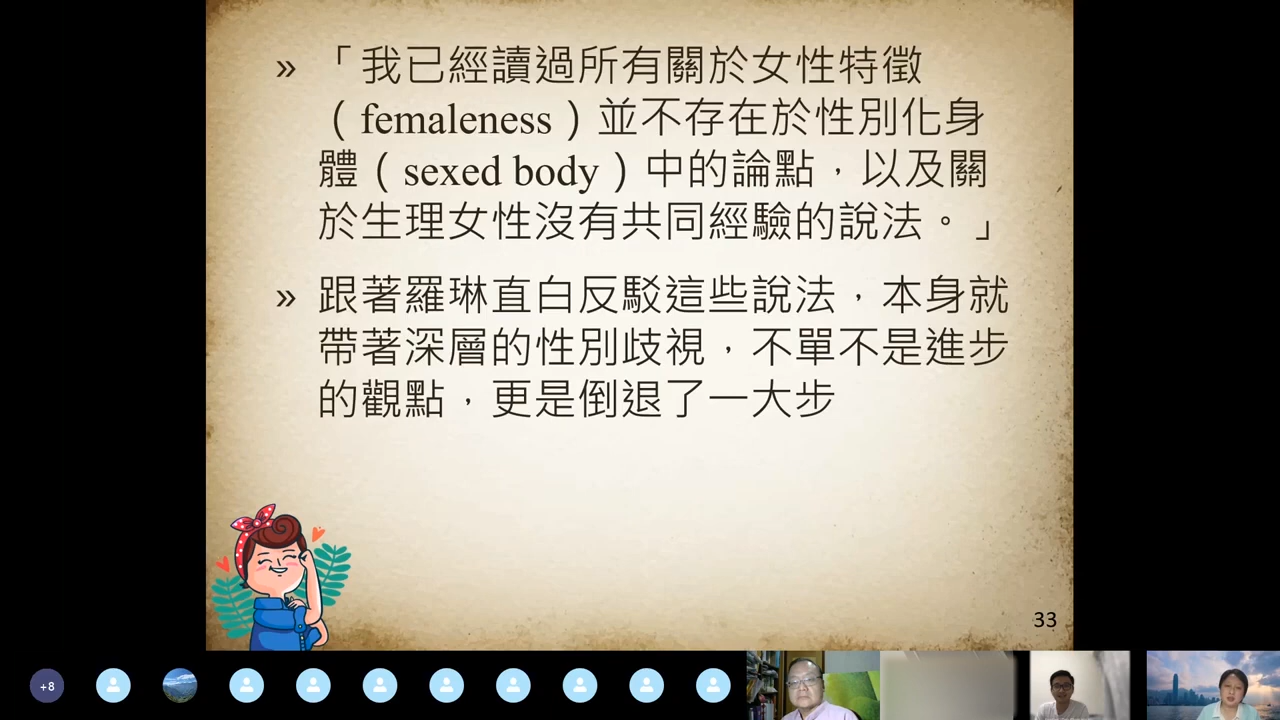 » 「我已經讀過所有關於女性特徵
（femaleness）並不存在於性別化身
體（sexed body）中的論點，以及關
於生理女性沒有共同經驗的說法。」
» 跟著羅琳直白反駁這些說法，本身就
帶著深層的性別歧視，不單不是進步
的觀點，更是倒退了一大步
33
+8